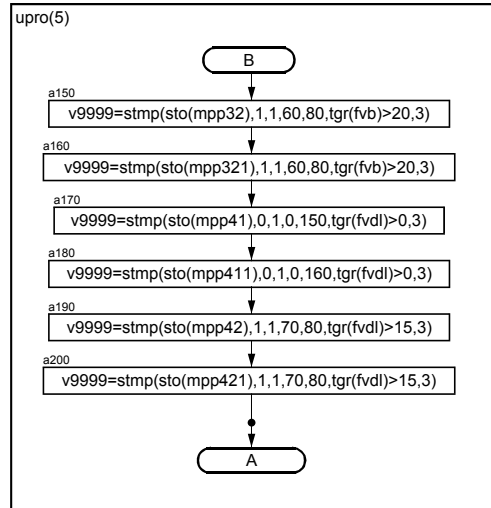 upro(5)
B
a150
v9999=stmp(sto(mpp32),1,1,60,80,tgr(fvb)>20,3)
a160
v9999=stmp(sto(mpp321),1,1,60,80,tgr(fvb)>20,3)
a170
v9999=stmp(sto(mpp41),0,1,0,150,tgr(fvdl)>0,3)
a180
v9999=stmp(sto(mpp411),0,1,0,160,tgr(fvdl)>0,3)
a190
v9999=stmp(sto(mpp42),1,1,70,80,tgr(fvdl)>15,3)
a200
v9999=stmp(sto(mpp421),1,1,70,80,tgr(fvdl)>15,3)
A